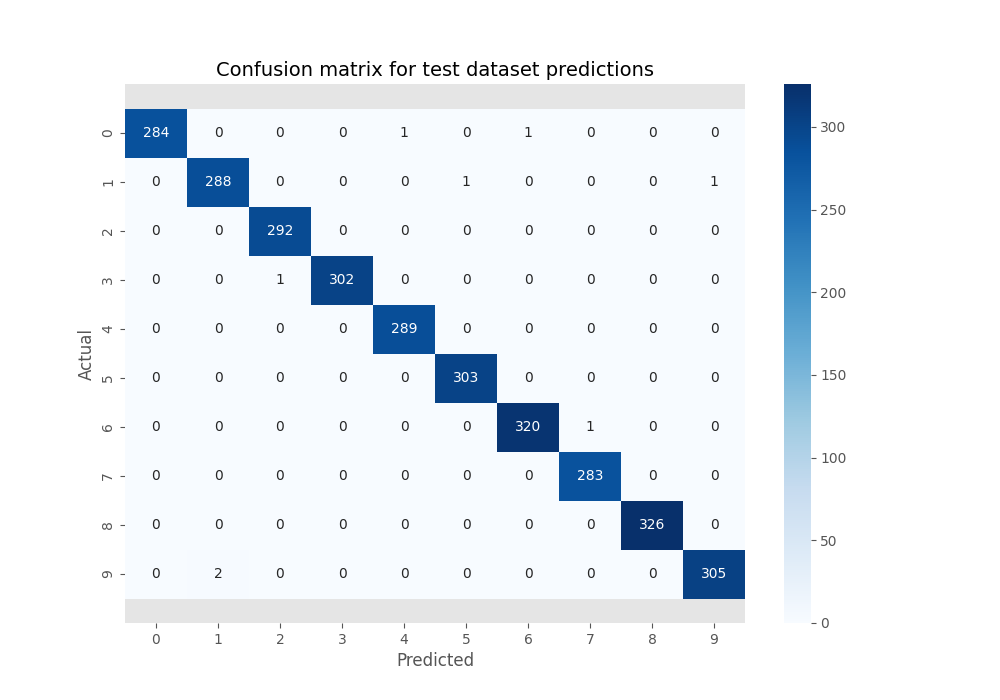 Confusion matrix for test dataset predictions
0 284 0 0 0 1 0 1 0 0 0
1 0 288 0 0 0 1 0 0 0 1
2 0 0 292 0 0 0 0 0 0 0
3 0 0 1 302 0 0 0 0 0 0
4 0 0 0 0 289 0 0 0 0 0
5 0 0 0 0 0 303 0 0 0 0
6 0 0 0 0 0 0 320 1 0 0
7 0 0 0 0 0 0 0 283 0 0
8 0 0 0 0 0 0 0 0 326 0
9 0 2 0 0 0 0 0 0 0 305
0 1 2 3 4 5 6 7 8 9
Predicted
Actual
300
250
200
150
100
50
0